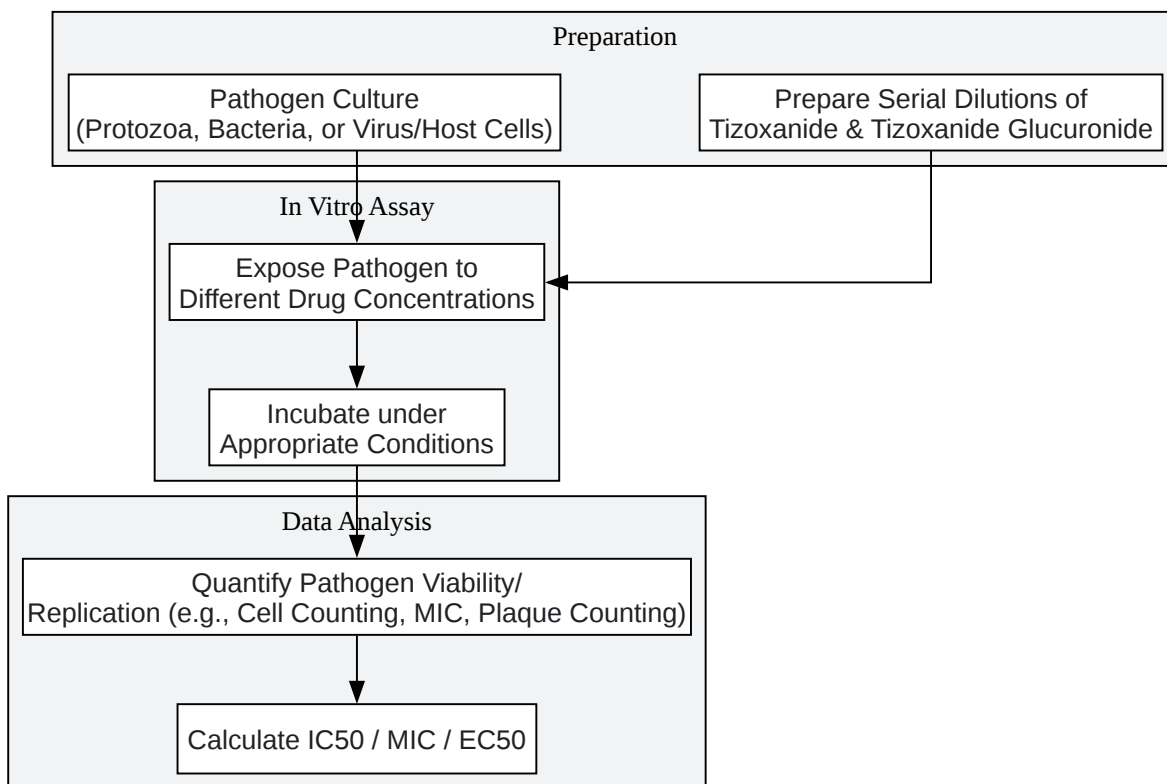 Preparation
Pathogen Culture
(Protozoa, Bacteria, or Virus/Host Cells)
Prepare Serial Dilutions of
Tizoxanide & Tizoxanide Glucuronide
In Vitro Assay
Expose Pathogen to
Different Drug Concentrations
Incubate under
Appropriate Conditions
Data Analysis
Quantify Pathogen Viability/
Replication (e.g., Cell Counting, MIC, Plaque Counting)
Calculate IC50 / MIC / EC50